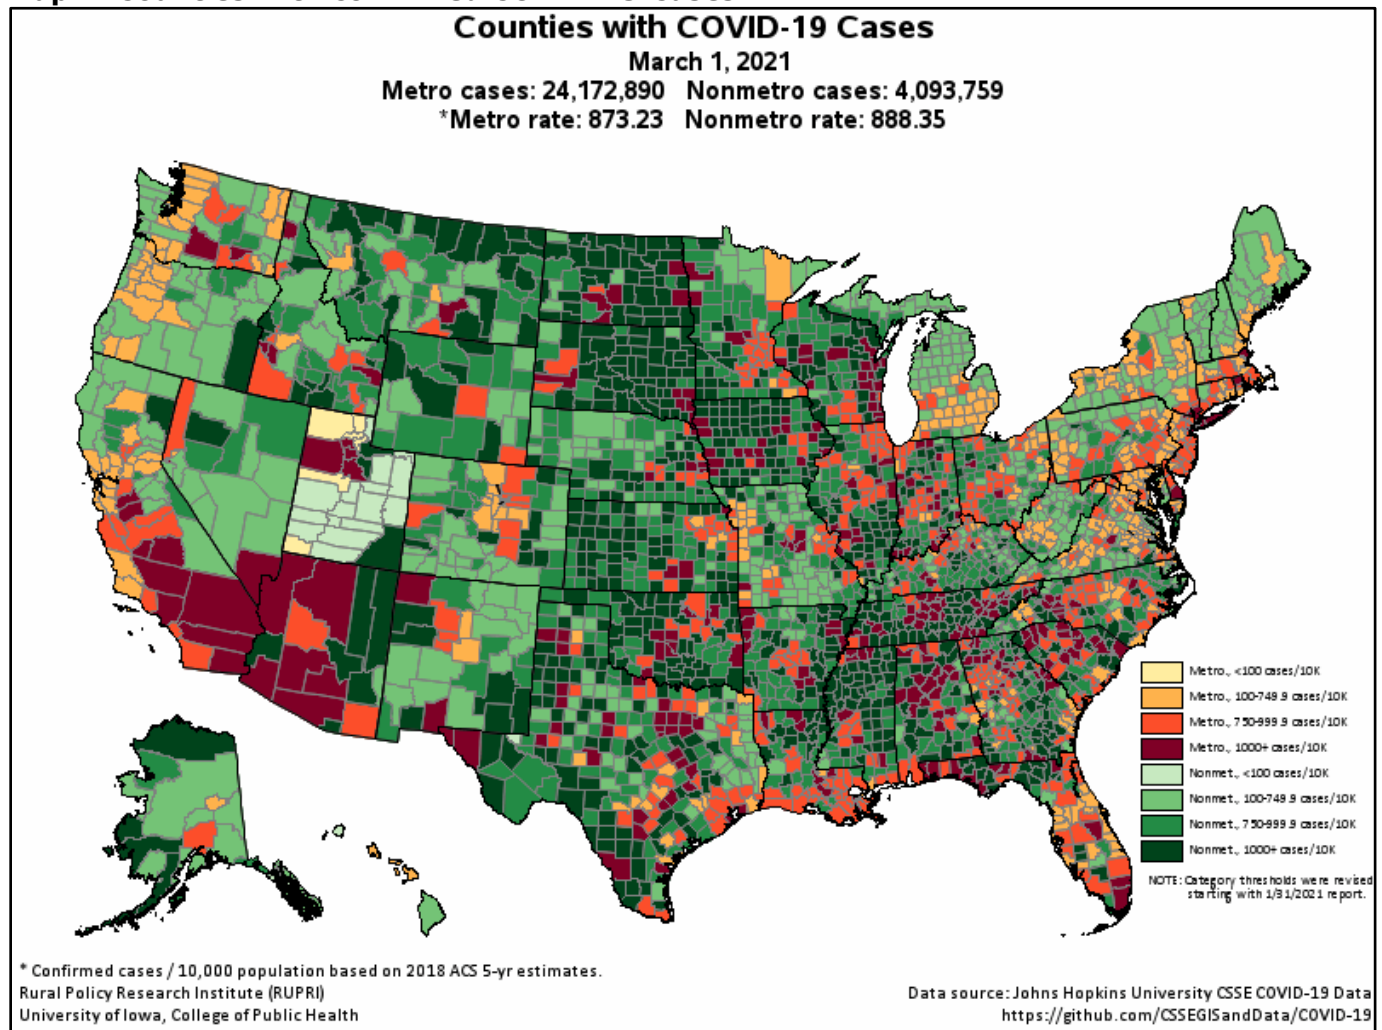 Counties with COVID-19 Cases
March 1, 2021
Metro cases: 24,172,890 Nonmetro cases: 4,093,759
*Metro rate: 873.23 Nonmetro rate: 888.35
Metro., <100 cases/10K
Metro., 100-749.9 cases/10K
Metro., 750-999.9 cases/10K
Metro., 1000+ cases/10K
Nonmet., <100 cases/10K
Nonmet., 100-749.9 cases/10K
Nonmet., 750-999.9 cases/10K
Nonmet., 1000+ cases/10K
NOTE: Category thresholds were revised
starting with 1/31/2021 report.
* Confirmed cases / 10,000 population based on 2018 ACS 5-yr estimates.
Rural Policy Research Institute (RUPRI)
University of Iowa, College of Public Health
Data source: Johns Hopkins University CSSE COVID-19 Data
https://github.com/CSSEGISandData/COVID-19